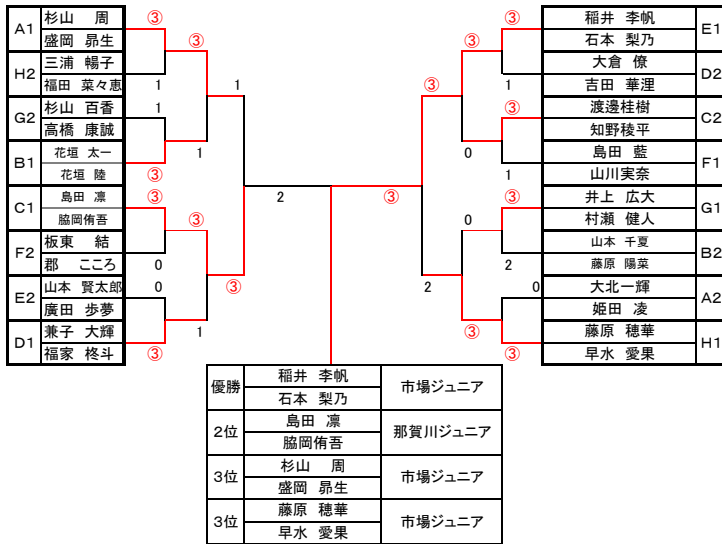 A1 杉山 周 ③
盛岡 昴生 ③
H2 三浦 暢子
福田 菜々恵 1 1
G2 杉山 百香 1
高橋 康誠
B1 花垣 太一 1
花垣 陸 ③
C1 島田 凛 ③ 2
脇岡侑吾 ③
F2 板東 結
郡 こころ 0
E2 山本 賢太郎 0 ③
廣田 歩夢
D1 兼子 大輝 1
福家 柊斗 ③
稲井 李帆 E1 ③
石本 梨乃 ③
大倉 僚 D2
吉田 華浬 1 ③
渡邊桂樹 C2 ③
知野稜平
島田 藍 F1 0
山川実奈 1
井上 広大 G1 ③ ③
村瀬 健人 0
山本 千夏 B2
藤原 陽菜 2
大北一輝 A2 0 2
姫田 凌
藤原 穂華 H1 ③
早水 愛果 ③
優勝 稲井 李帆 市場ジュニア
石本 梨乃
2位 島田 凛 那賀川ジュニア
脇岡侑吾
3位 杉山 周 市場ジュニア
盛岡 昴生
3位 藤原 穂華 市場ジュニア
早水 愛果